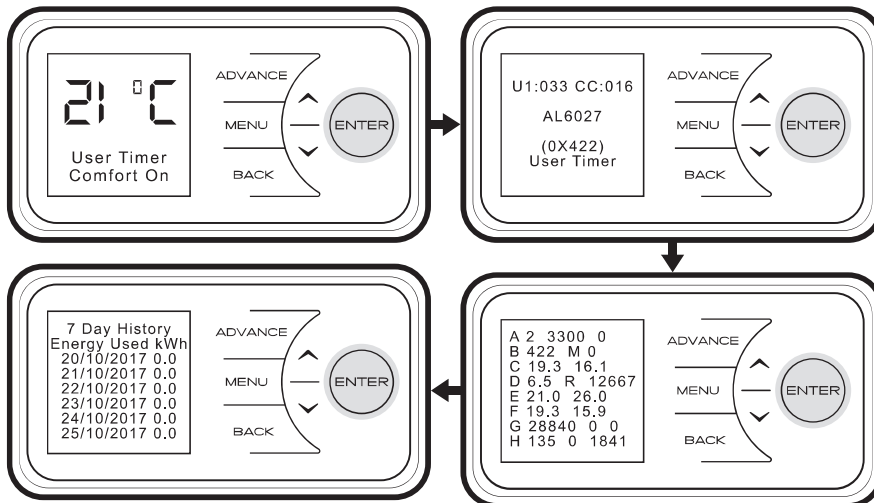 21 °C
User Timer
Comfort On
ADVANCE
MENU
BACK
ENTER
U1:033 CC:016
AL6027
(0X422)
User Timer
ADVANCE
MENU
BACK
ENTER
A 2 3300 0
B 422 M 0
C 19.3 16.1
D 6.5 R 12667
E 21.0 26.0
F 19.3 15.9
G 28840 0 0
H 135 0 1841
ADVANCE
MENU
BACK
ENTER
7 Day History
Energy Used kWh
20/10/2017 0.0
21/10/2017 0.0
22/10/2017 0.0
23/10/2017 0.0
24/10/2017 0.0
25/10/2017 0.0
ADVANCE
MENU
BACK
ENTER